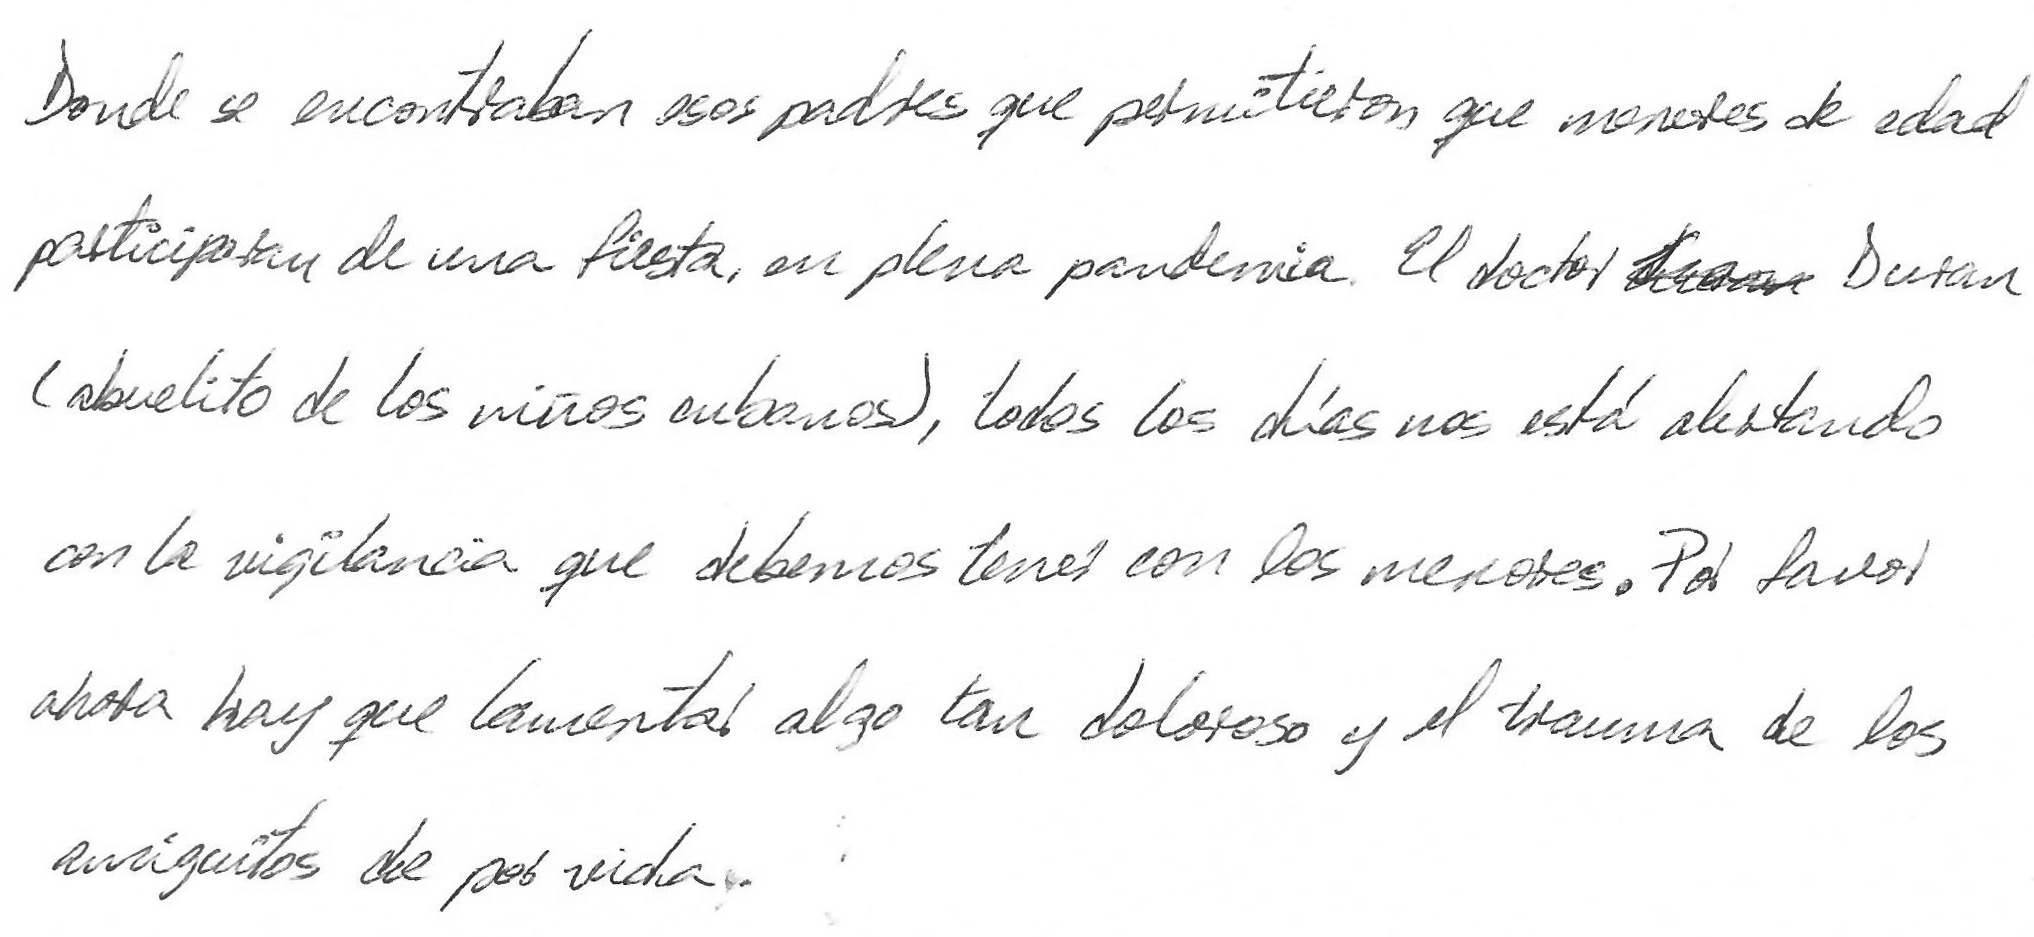 Donde se encontraban esos padres que permitieron que menores de edad
participaran de una fiesta, en plena pandemia. El doctor Duran
(abuelito de los niños cubanos), todos los días nos está alertando
con la vigilancia que debemos tener con los menores. Por favor
ahora hay que lamentar algo tan doloroso y el trauma de los
amiguitos de por vida.